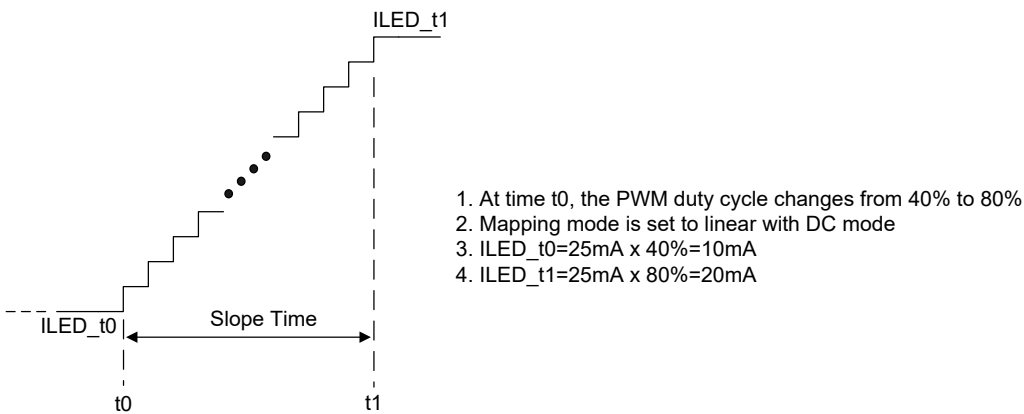 ILED_t1
1. At time t0, the PWM duty cycle changes from 40% to 80%
2. Mapping mode is set to linear with DC mode
3. ILED_t0=25mA x 40%=10mA
4. ILED_t1=25mA x 80%=20mA
ILED_t0
Slope Time
t0
t1